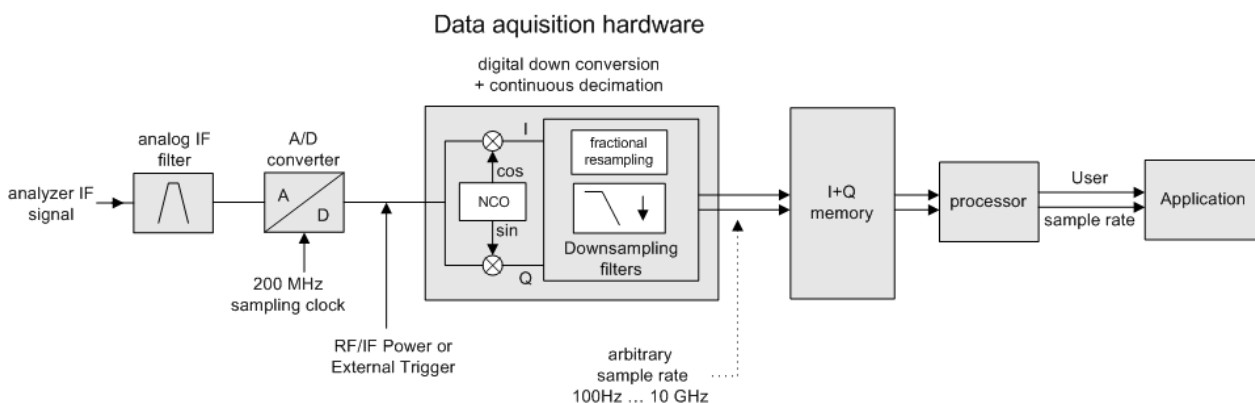 Data aquisition hardware
digital down conversion
+ continuous decimation
analog IF
filter
A/D
converter
analyzer IF
signal
A
D
200 MHz
sampling clock
RF/IF Power or
External Trigger
I
cos
NCO
sin
Q
fractional
resampling
Downsampling
filters
arbitrary
sample rate
100Hz ... 10 GHz
I+Q
memory
processor
User
sample rate
Application